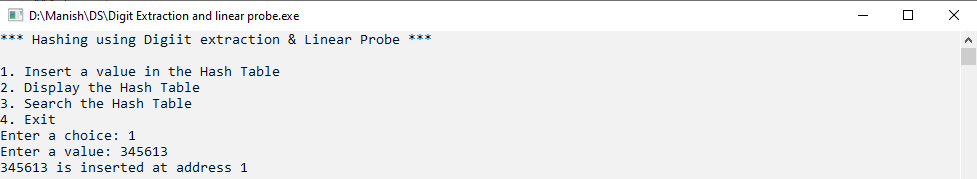 D:\Manish\DS\Digit Extraction and linear probe.exe
*** Hashing using Digiit extraction & Linear Probe ***
1. Insert a value in the Hash Table
2. Display the Hash Table
3. Search the Hash Table
4. Exit
Enter a choice: 1
Enter a value: 345613
345613 is inserted at address 1